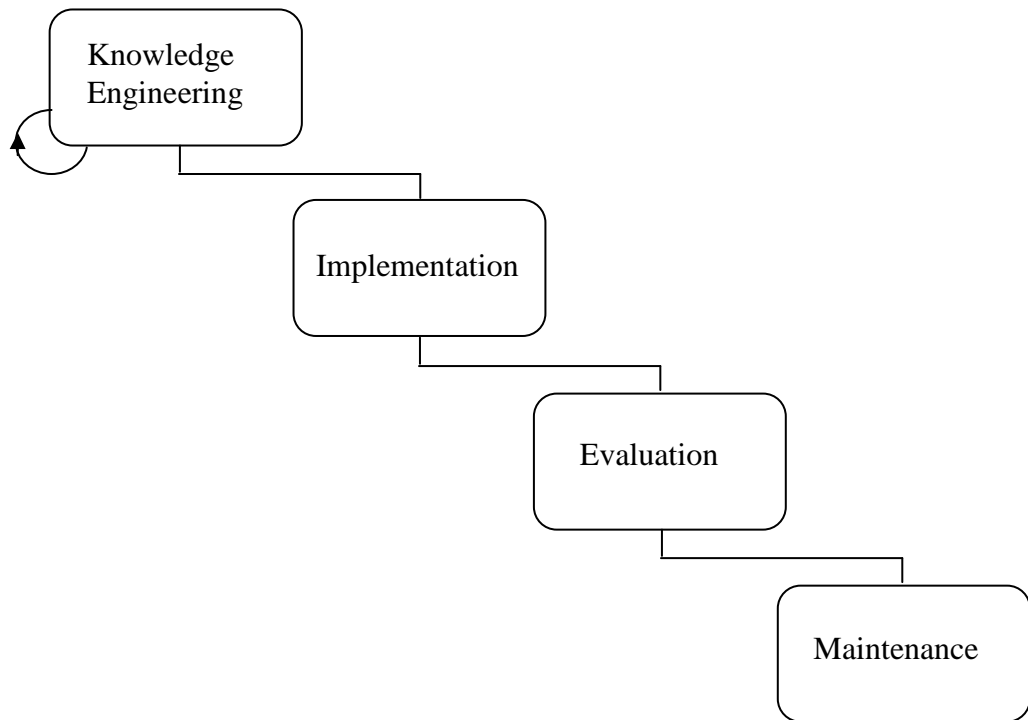 Knowledge
Engineering
Implementation
Evaluation
Maintenance